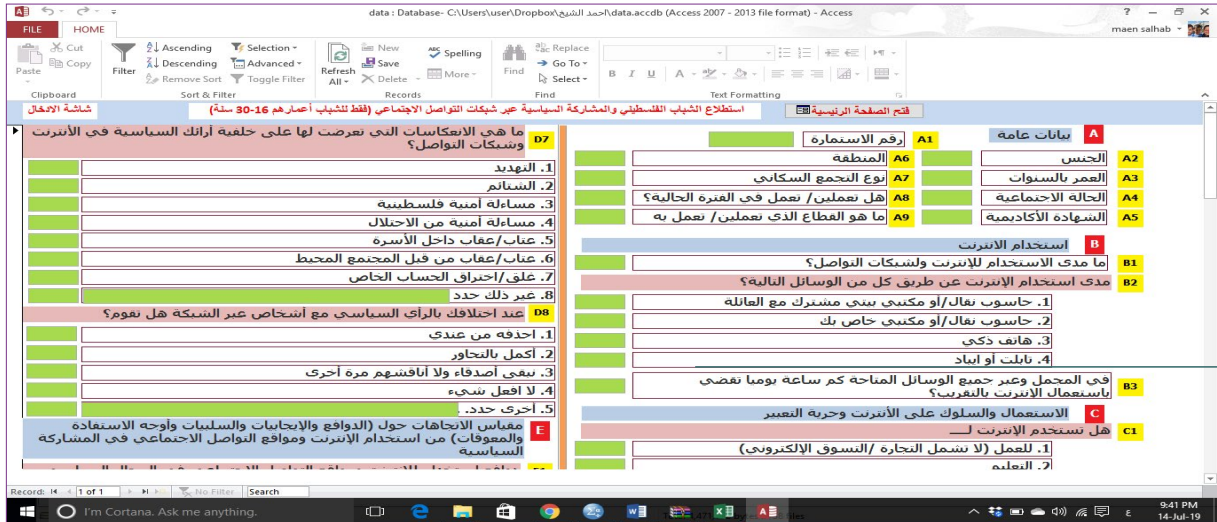 data : Database- C:\Users\user\Dropbox\احمد الشيخ\data.accdb (Access 2007 - 2013 file format) - Access
FILE
HOME
maen salhab
Paste
Cut
Copy
Clipboard
Filter
Ascending
Descending
Remove Sort
Selection
Advanced
Toggle Filter
Sort & Filter
Refresh All
New
Save
Delete
Spelling
More
Records
Find
Replace
Go To
Select
Find
B I U A
Text Formatting
فتح الصفحة الرئيسية
استطلاع الشباب الفلسطيني والمشاركة السياسية عبر شبكات التواصل الاجتماعي (فقط للشباب أعمارهم 16-30 سنة)
شاشة الادخال
A بيانات عامة
A1 رقم الاستمارة
A2 الجنس
A6 المنطقة
A3 العمر بالسنوات
A7 نوع التجمع السكاني
A4 الحالة الاجتماعية
A8 هل تعملين/ تعمل في الفترة الحالية؟
A5 الشهادة الأكاديمية
A9 ما هو القطاع الذي تعملين/ تعمل به
B استخدام الانترنت
B1 ما مدى الاستخدام للإنترنت ولشبكات التواصل؟
B2 مدى استخدام الإنترنت عن طريق كل من الوسائل التالية؟
1. حاسوب نقال/أو مكتبي بيتي مشترك مع العائلة
2. حاسوب نقال/أو مكتبي خاص بك
3. هاتف ذكي
4. تابلت أو ايباد
B3 في المجمل وعبر جميع الوسائل المتاحة كم ساعة يوميا تقضي
باستعمال الإنترنت بالتقريب؟
C الاستعمال والسلوك على الأنترنت وحرية التعبير
C1 هل تستخدم الإنترنت لـــــ
1. للعمل (لا تشمل التجارة /التسوق الإلكتروني)
2. التعليم
D7 ما هي الانعكاسات التي تعرضت لها على خلفية آرائك السياسية في الأنترنت
وشبكات التواصل؟
1. التهديد
2. الشتائم
3. مساءلة أمنية فلسطينية
4. مساءلة أمنية من الاحتلال
5. عتاب/عقاب داخل الأسرة
6. عتاب/عقاب من قبل المجتمع المحيط
7. غلق/اختراق الحساب الخاص
8. غير ذلك حدد
D8 عند اختلافك بالرأي السياسي مع أشخاص عبر الشبكة هل تقوم؟
1. احذفه من عندي
2. أكمل بالتحاور
3. نبقى أصدقاء ولا أناقشهم مرة أخرى
4. لا افعل شيء
5. أخرى حدد. .
E مقياس الاتجاهات حول (الدوافع والإيجابيات والسلبيات وأوجه الاستفادة
والمعوقات) من استخدام الإنترنت ومواقع التواصل الاجتماعي في المشاركة
السياسية
Record: 1 of 1 No Filter Search
I'm Cortana. Ask me anything.
9:41 PM
14-Jul-19